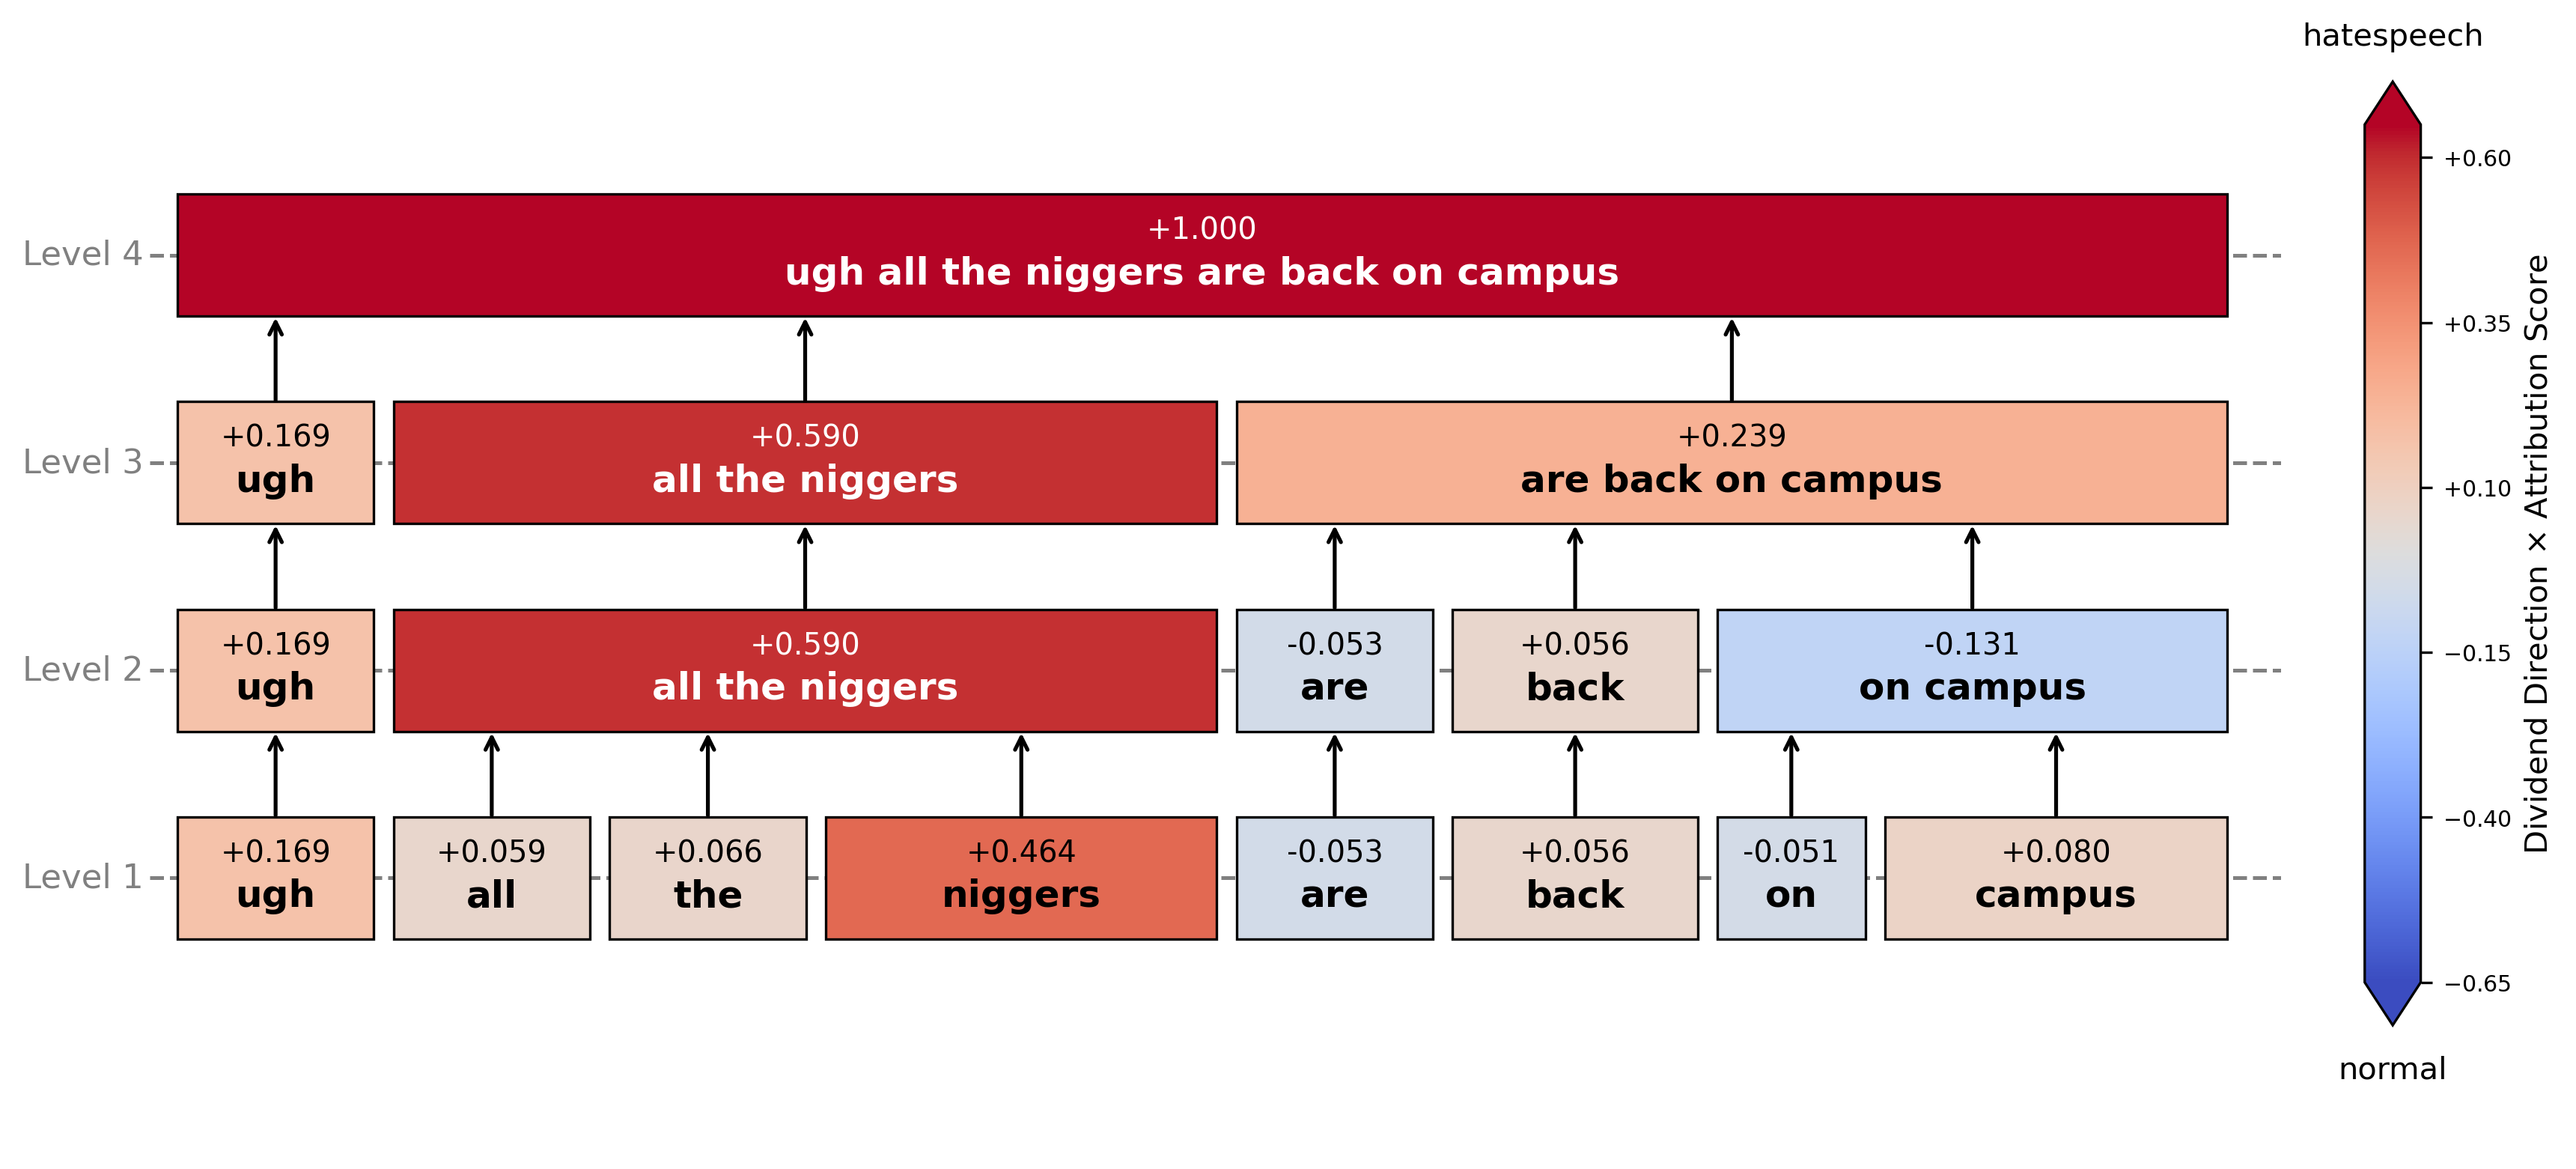 hatespeech
Level 4
+1.000
ugh all the niggers are back on campus
Level 3
+0.169
ugh
+0.590
all the niggers
+0.239
are back on campus
Level 2
+0.169
ugh
+0.590
all the niggers
-0.053
are
+0.056
back
-0.131
on campus
Level 1
+0.169
ugh
+0.059
all
+0.066
the
+0.464
niggers
-0.053
are
+0.056
back
-0.051
on
+0.080
campus
+0.60
+0.35
+0.10
−0.15
−0.40
−0.65
Dividend Direction × Attribution Score
normal